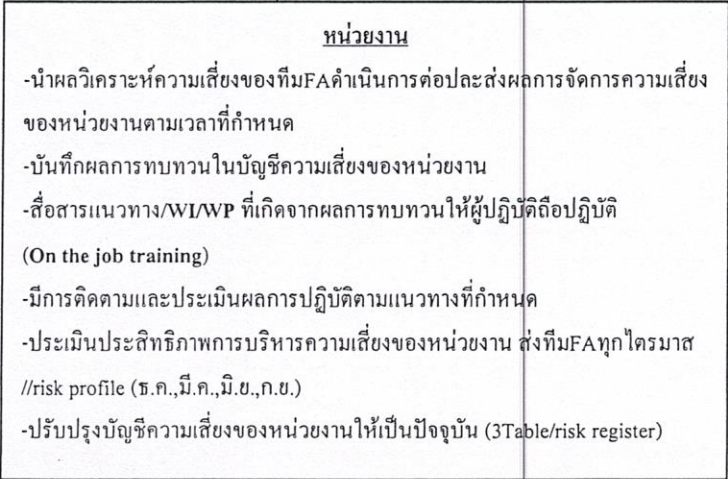 หน่วยงาน
-นำผลวิเคราะห์ความเสี่ยงของทีมFAดำเนินการต่อปละส่งผลการจัดการความเสี่ยง
ของหน่วยงานตามเวลาที่กำหนด
-บันทึกผลการทบทวนในบัญชีความเสี่ยงของหน่วยงาน
-สื่อสารแนวทาง/WI/WP ที่เกิดจากผลการทบทวนให้ผู้ปฏิบัติถือปฏิบัติ
(On the job training)
-มีการติดตามและประเมินผลการปฏิบัติตามแนวทางที่กำหนด
-ประเมินประสิทธิภาพการบริหารความเสี่ยงของหน่วยงาน ส่งทีมFAทุกไตรมาส
//risk profile (ธ.ค.,มี.ค.,มิ.ย.,ก.ย.)
-ปรับปรุงบัญชีความเสี่ยงของหน่วยงานให้เป็นปัจจุบัน (3Table/risk register)